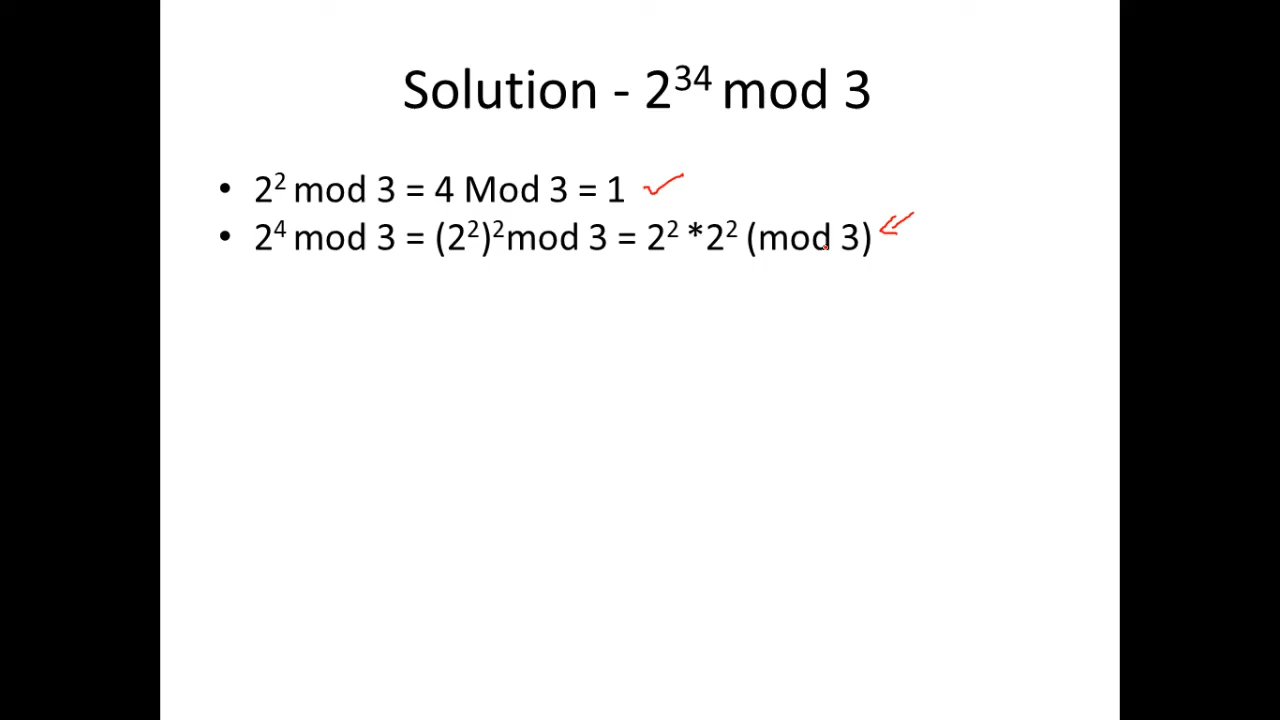 Solution - 2³⁴ mod 3
• 2² mod 3 = 4 Mod 3 = 1
• 2⁴ mod 3 = (2²)²mod 3 = 2² *2² (mod 3)